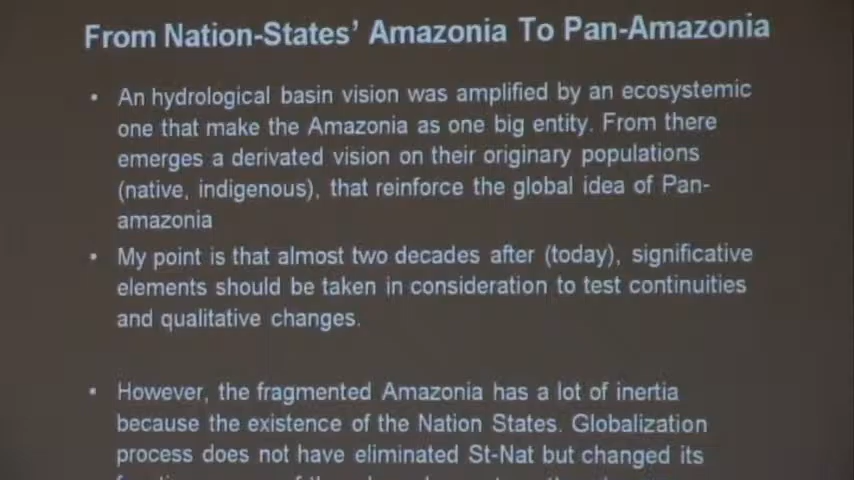 From Nation-States' Amazonia To Pan-Amazonia
• An hydrological basin vision was amplified by an ecosystemic
one that make the Amazonia as one big entity. From there
emerges a derivated vision on their originary populations
(native, indigenous), that reinforce the global idea of Pan-
amazonia
• My point is that almost two decades after (today), significative
elements should be taken in consideration to test continuities
and qualitative changes.
• However, the fragmented Amazonia has a lot of inertia
because the existence of the Nation States. Globalization
process does not have eliminated St-Nat but changed its